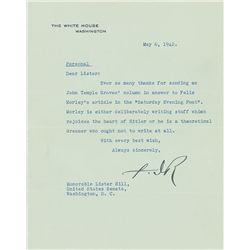 THE WHITE HOUSE
WASHINGTON
May 4, 1942.
Personal
Dear Lister:
Ever so many thanks for sending me
John Temple Graves' column in answer to Felix
Morley's article in the "Saturday Evening Post".
Morley is either deliberately writing stuff which
rejoices the heart of Hitler or he is a theoretical
dreamer who ought not to write at all.
With every best wish,
Always sincerely,
FDR
Honorable Lister Hill,
United States Senate,
Washington, D. C.